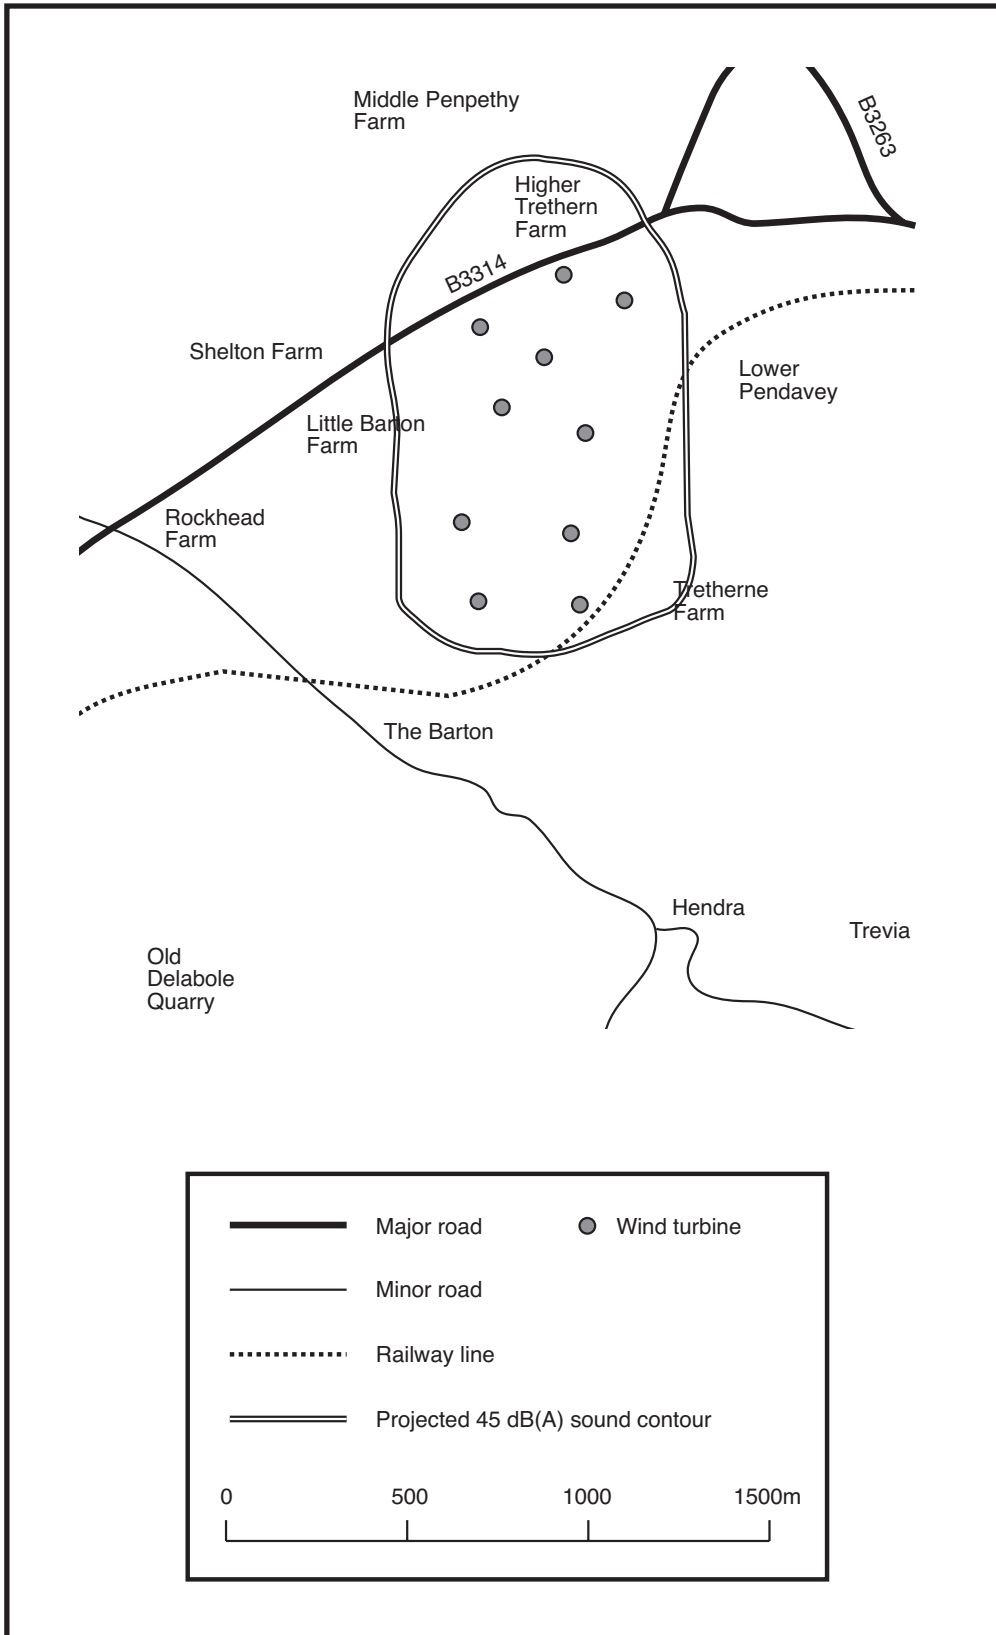 Middle Penpethy
Farm
B3263
Higher
Trethern
Farm
B3314
Shelton Farm
Lower
Pendavey
Little Barton
Farm
Rockhead
Farm
Tretherne
Farm
The Barton
Hendra
Trevia
Old
Delabole
Quarry
Major road
Wind turbine
Minor road
Railway line
Projected 45 dB(A) sound contour
0 500 1000 1500m